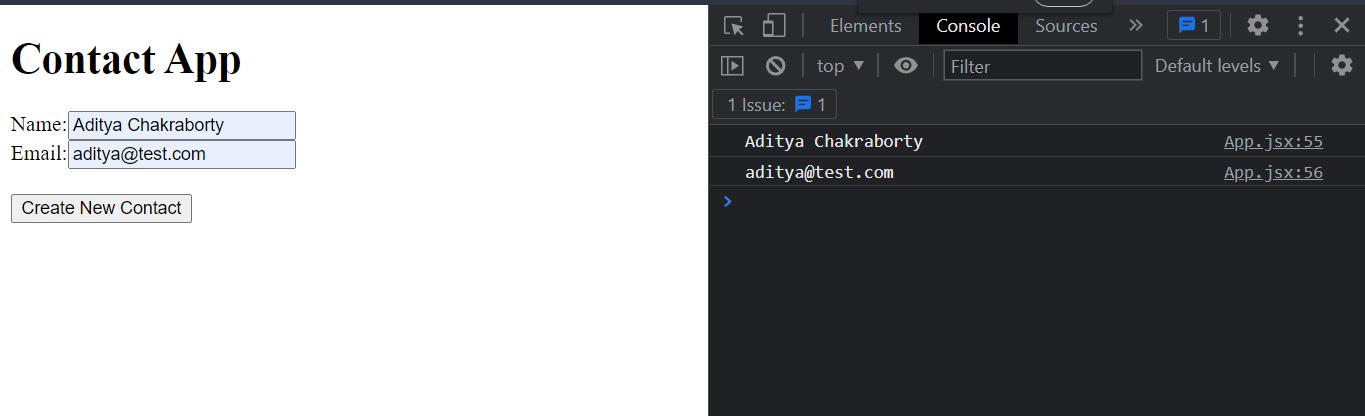 Contact App
Name: Aditya Chakraborty
Email: aditya@test.com
Create New Contact
Elements Console Sources » 1
top ▼ Filter Default levels ▼
1 Issue: 1
Aditya Chakraborty App.jsx:55
aditya@test.com App.jsx:56